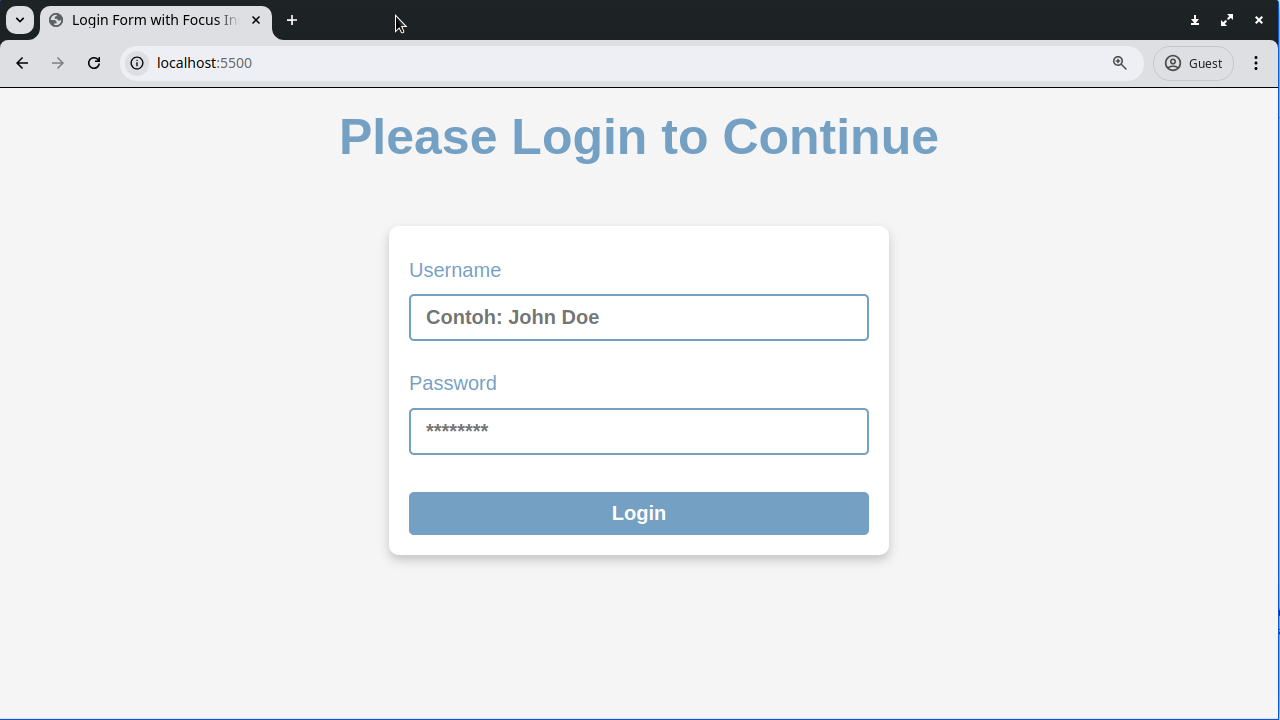 Login Form with Focus In
localhost:5500
Guest
Please Login to Continue
Username
Contoh: John Doe
Password
********
Login